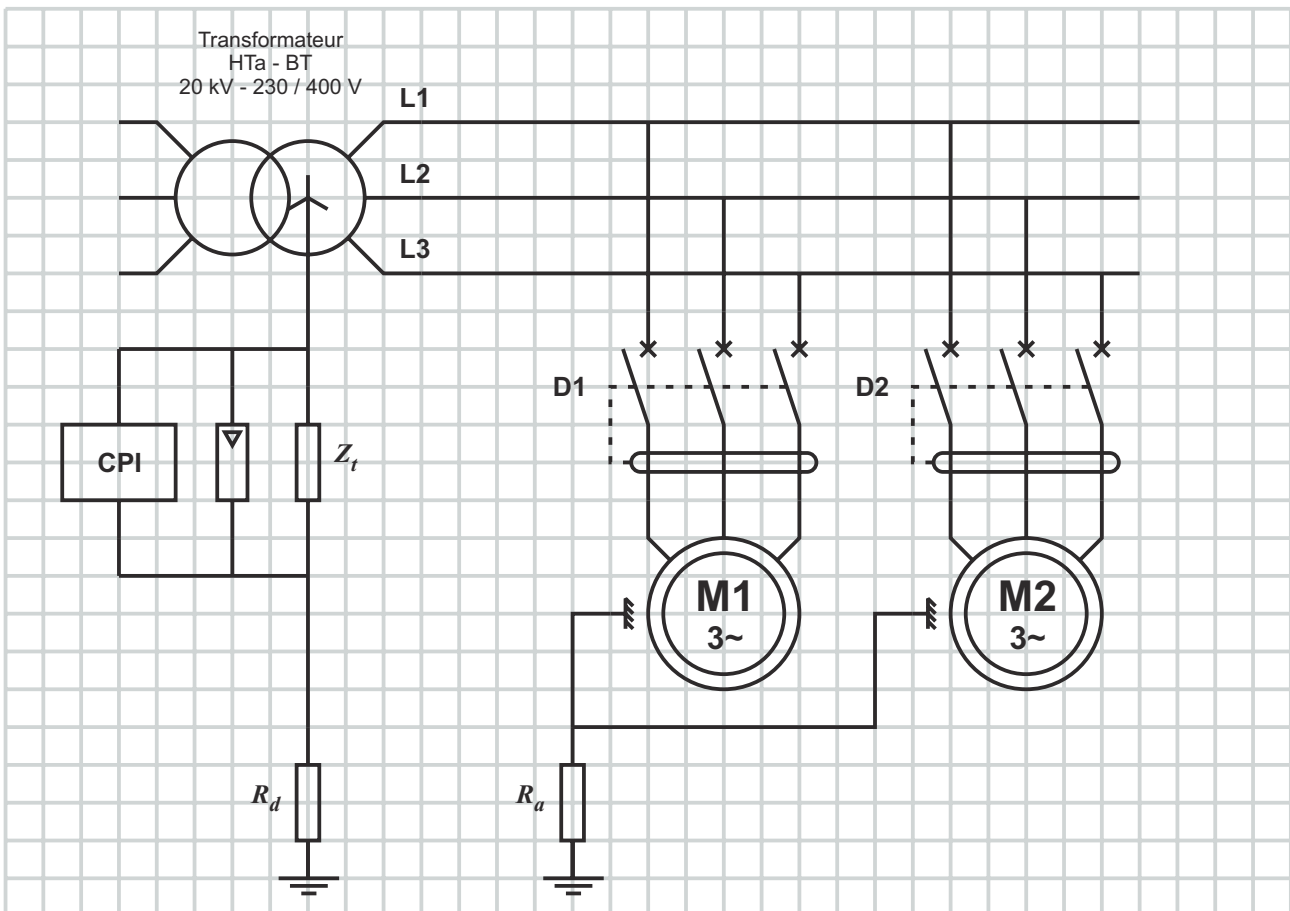 Transformateur
HTa - BT
20 kV - 230 / 400 V
L1
L2
L3
D1
D2
CPI
Z_t
M1
3~
M2
3~
R_d
R_a